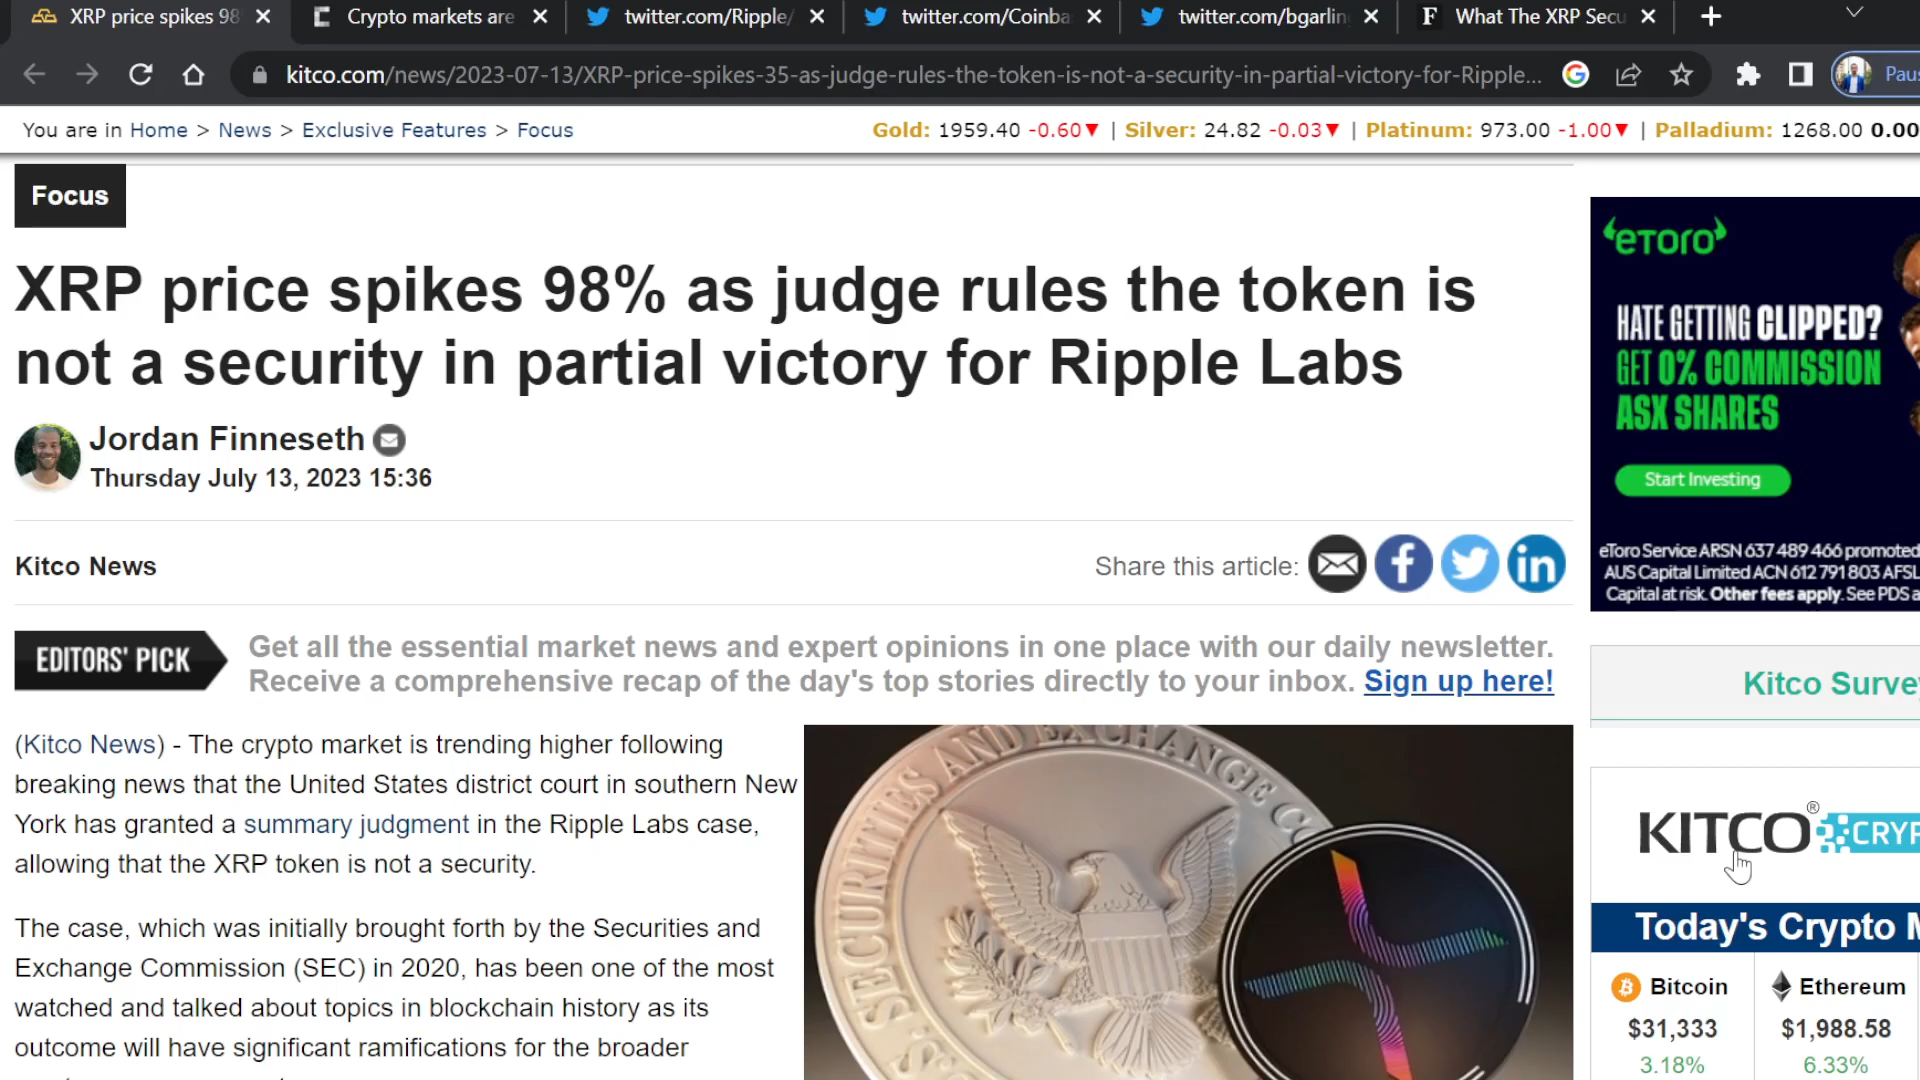 XRP price spikes 98
Crypto markets are
twitter.com/Ripple/
twitter.com/Coinba
twitter.com/bgarlin
What The XRP Secu
kitco.com/news/2023-07-13/XRP-price-spikes-35-as-judge-rules-the-token-is-not-a-security-in-partial-victory-for-Ripple...
Paus
You are in Home > News > Exclusive Features > Focus
Gold: 1959.40 -0.60▼ | Silver: 24.82 -0.03▼ | Platinum: 973.00 -1.00▼ | Palladium: 1268.00 0.00
Focus
XRP price spikes 98% as judge rules the token is
not a security in partial victory for Ripple Labs
Jordan Finneseth
Thursday July 13, 2023 15:36
Kitco News
Share this article:
EDITORS' PICK
Get all the essential market news and expert opinions in one place with our daily newsletter.
Receive a comprehensive recap of the day's top stories directly to your inbox. Sign up here!
(Kitco News) - The crypto market is trending higher following
breaking news that the United States district court in southern New
York has granted a summary judgment in the Ripple Labs case,
allowing that the XRP token is not a security.
The case, which was initially brought forth by the Securities and
Exchange Commission (SEC) in 2020, has been one of the most
watched and talked about topics in blockchain history as its
outcome will have significant ramifications for the broader
SECURITIES AND EXCHANGE CO
U.S.
eToro
HATE GETTING CLIPPED?
GET 0% COMMISSION
ASX SHARES
Start Investing
eToro Service ARSN 637 489 466 promoted
AUS Capital Limited ACN 612 791 803 AFSL
Capital at risk. Other fees apply. See PDS a
Kitco Surve
KITCO® CRYP
Today's Crypto M
Bitcoin
$31,333
3.18%
Ethereum
$1,988.58
6.33%